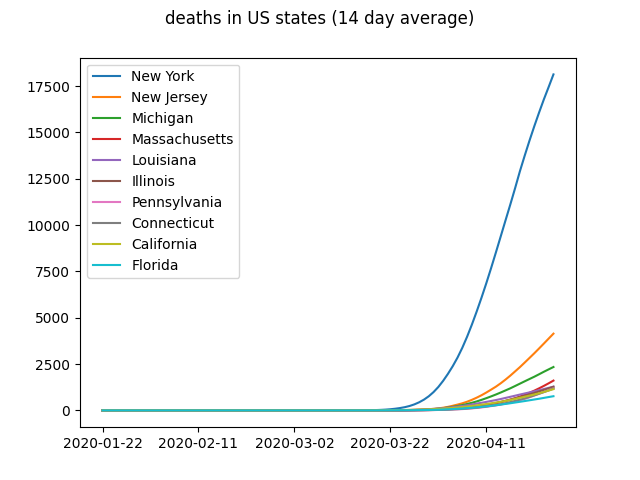 deaths in US states (14 day average)
17500
15000
12500
10000
7500
5000
2500
0
New York
New Jersey
Michigan
Massachusetts
Louisiana
Illinois
Pennsylvania
Connecticut
California
Florida
2020-01-22 2020-02-11 2020-03-02 2020-03-22 2020-04-11